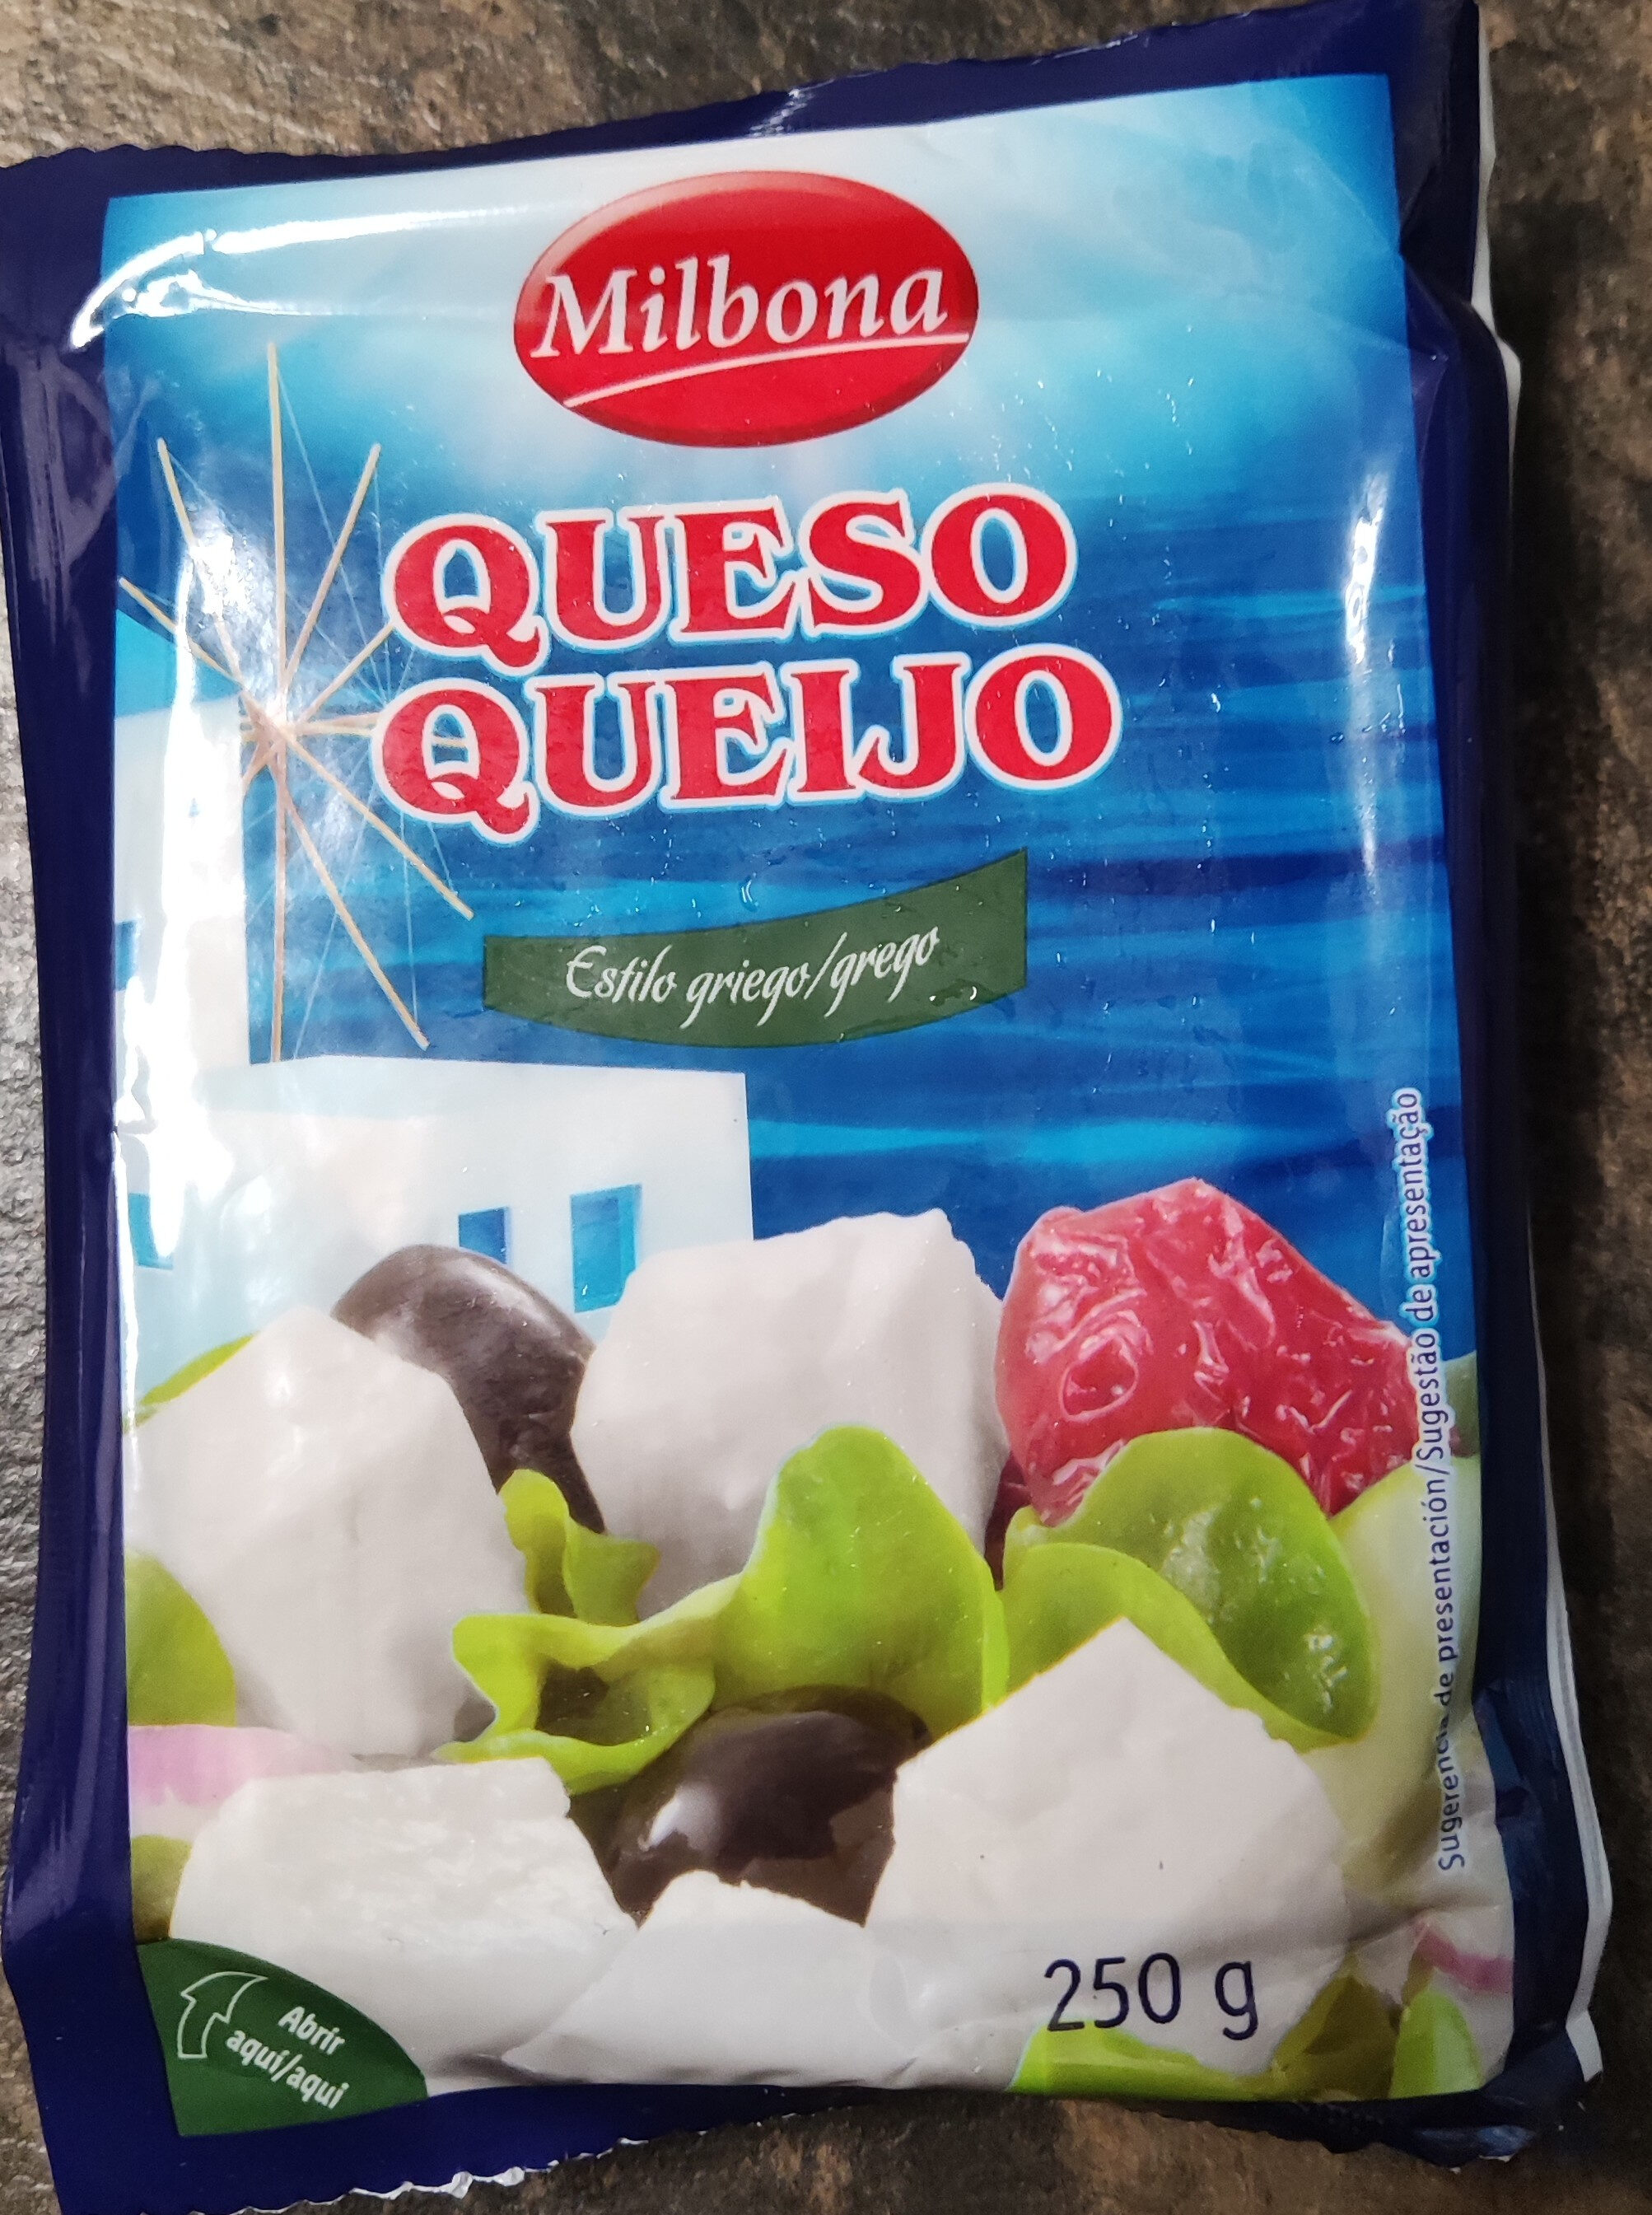 Milbona
QUESO
QUEIJO
Estilo griego/grego
Sugerencia de presentación/Sugestão de apresentação
250 g
Abrir
aquí/aqui